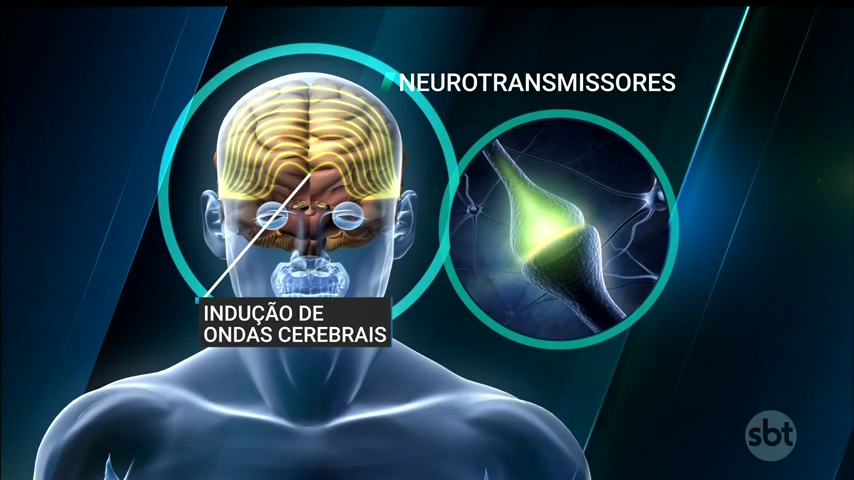 NEUROTRANSMISSORES
INDUÇÃO DE
ONDAS CEREBRAIS
sbt